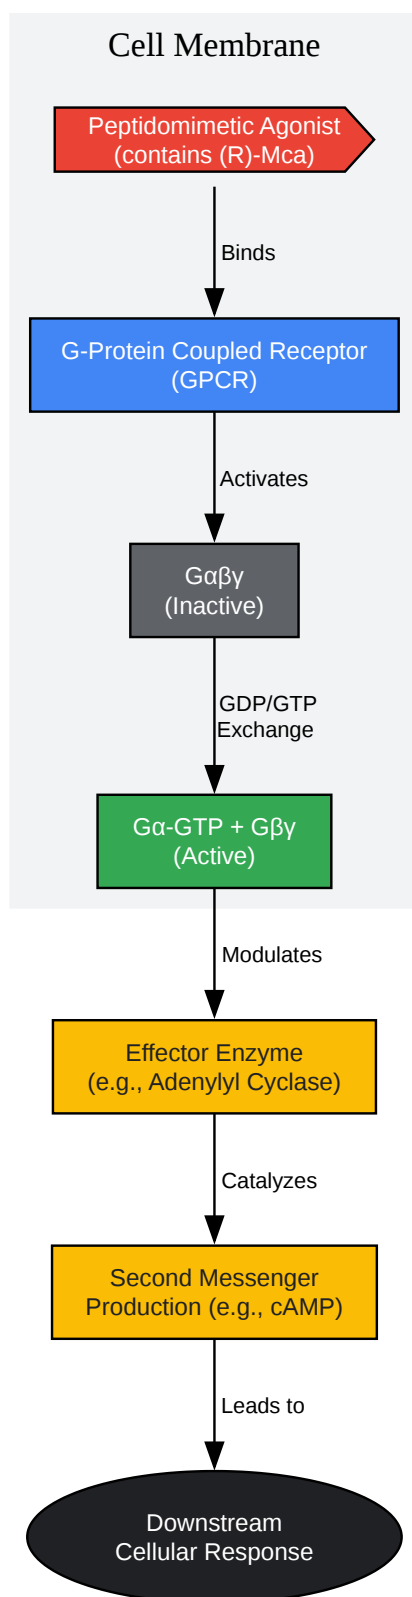 Cell Membrane
Peptidomimetic Agonist
(contains (R)-Mca)
Binds
G-Protein Coupled Receptor
(GPCR)
Activates
Gαβγ
(Inactive)
GDP/GTP
Exchange
Gα-GTP + Gβγ
(Active)
Modulates
Effector Enzyme
(e.g., Adenylyl Cyclase)
Catalyzes
Second Messenger
Production (e.g., cAMP)
Leads to
Downstream
Cellular Response